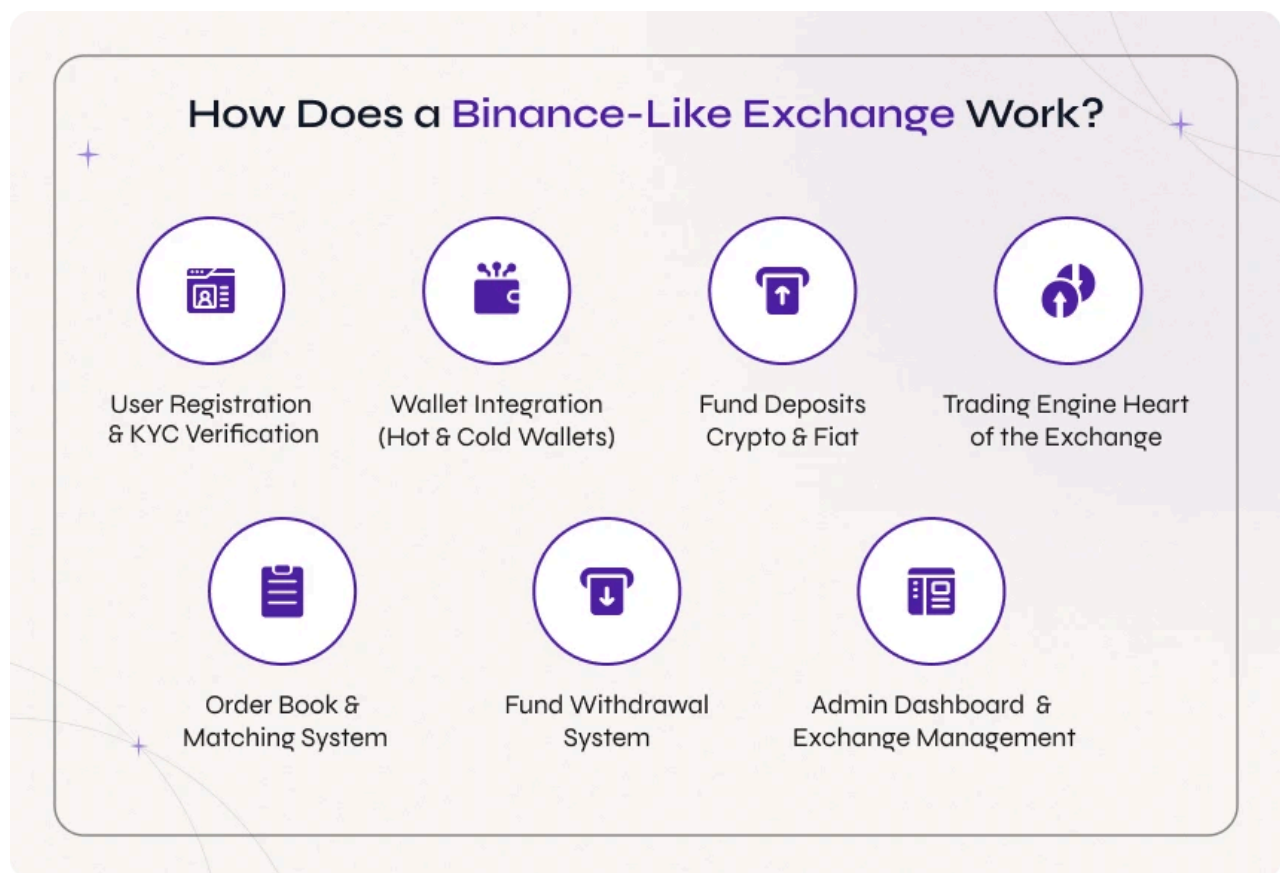 How Does a Binance-Like Exchange Work?
User Registration
& KYC Verification
Wallet Integration
(Hot & Cold Wallets)
Fund Deposits
Crypto & Fiat
Trading Engine Heart
of the Exchange
Order Book &
Matching System
Fund Withdrawal
System
Admin Dashboard &
Exchange Management